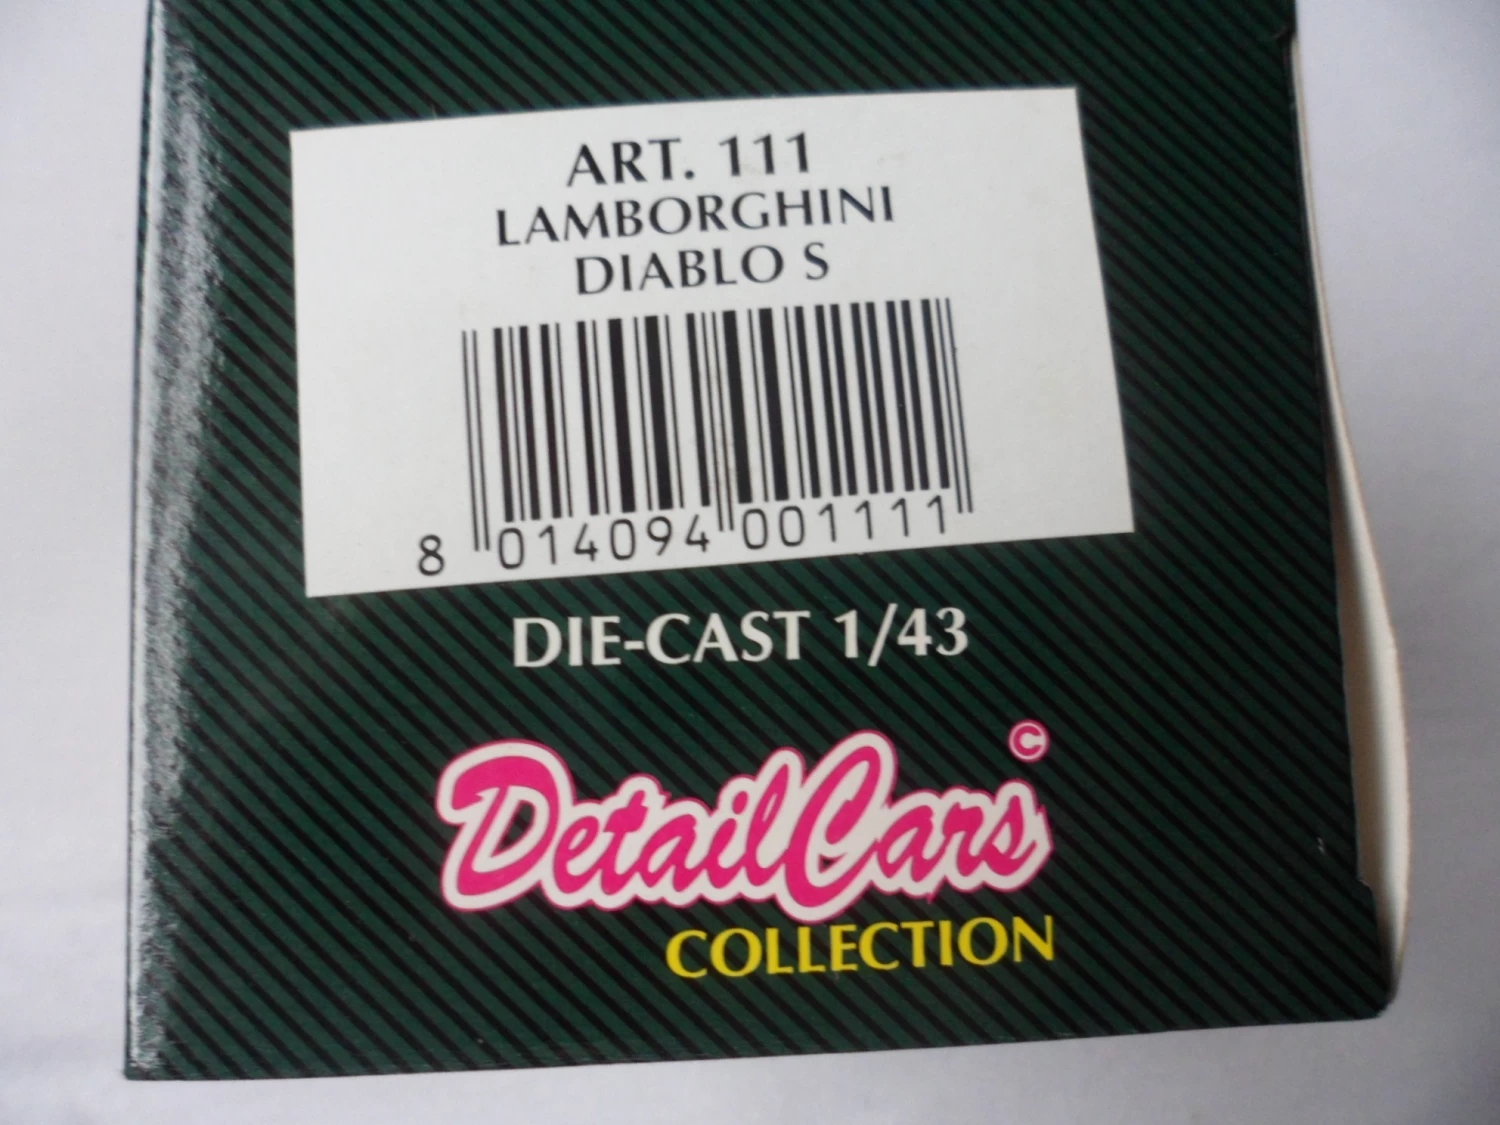 ART. 111
LAMBORGHINI
DIABLO S
8 014094 001111
DIE-CAST 1/43
DetailCars ©
COLLECTION